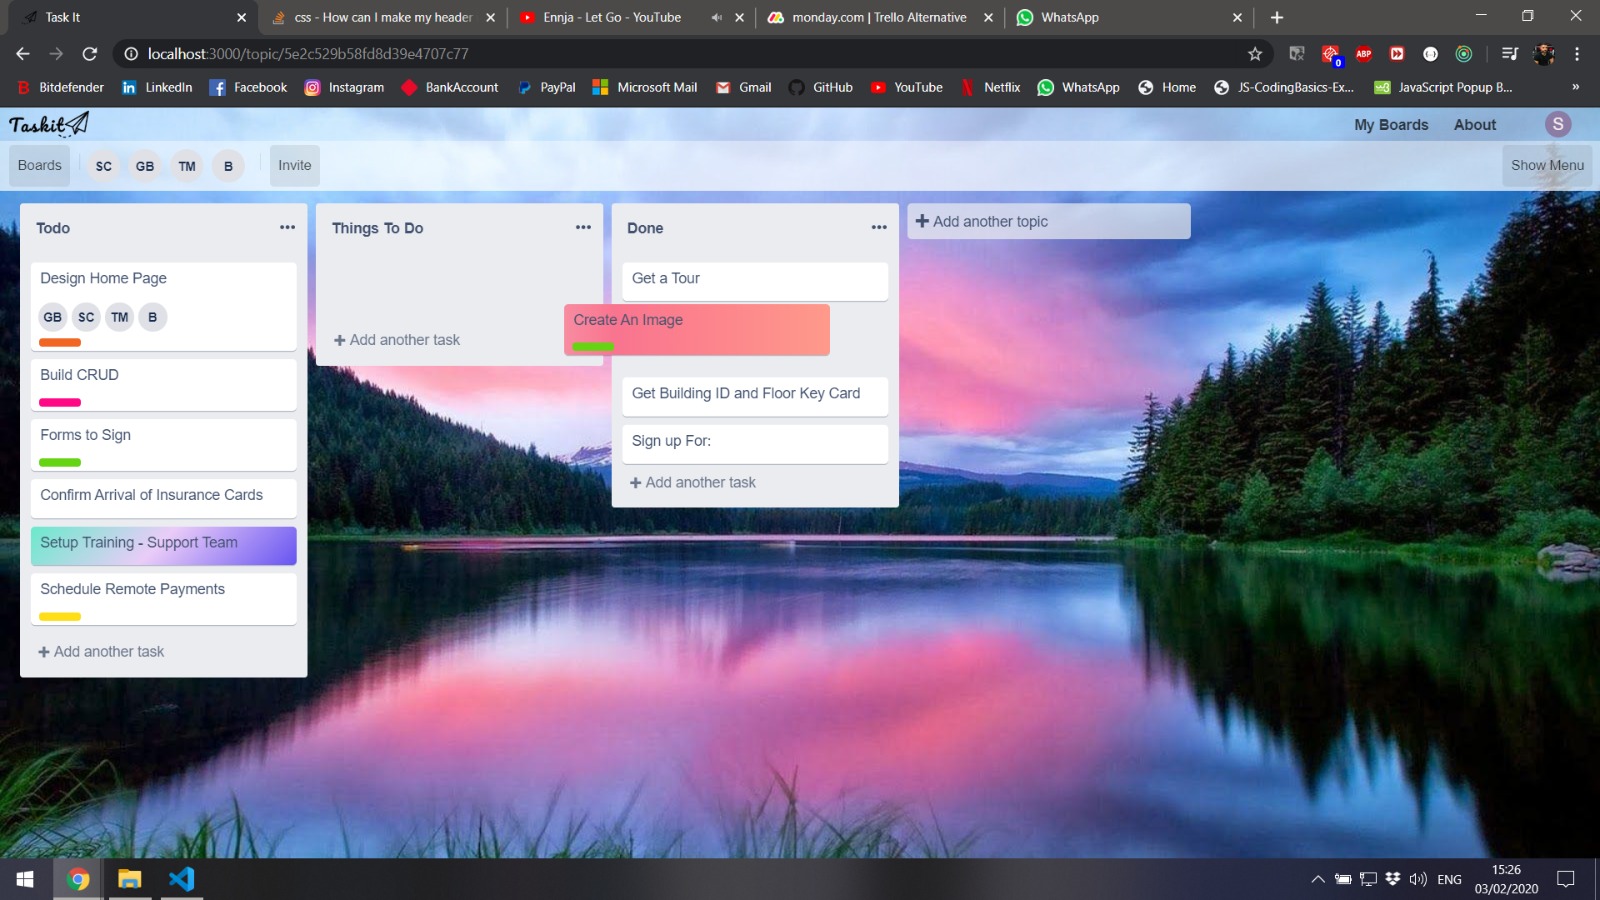 Task It
css - How can I make my header
Ennja - Let Go - YouTube
monday.com | Trello Alternative
WhatsApp
localhost:3000/topic/5e2c529b58fd8d39e4707c77
ABP
0
Bitdefender
LinkedIn
Facebook
Instagram
BankAccount
PayPal
Microsoft Mail
Gmail
GitHub
YouTube
Netflix
WhatsApp
Home
JS-CodingBasics-Ex...
JavaScript Popup B...
»
Taskit
My Boards
About
S
Boards
SC
GB
TM
B
Invite
Show Menu
Todo
Design Home Page
GB SC TM B
Build CRUD
Forms to Sign
Confirm Arrival of Insurance Cards
Setup Training - Support Team
Schedule Remote Payments
+ Add another task
Things To Do
+ Add another task
Done
Get a Tour
Create An Image
Get Building ID and Floor Key Card
Sign up For:
+ Add another task
+ Add another topic
ENG
15:26
03/02/2020